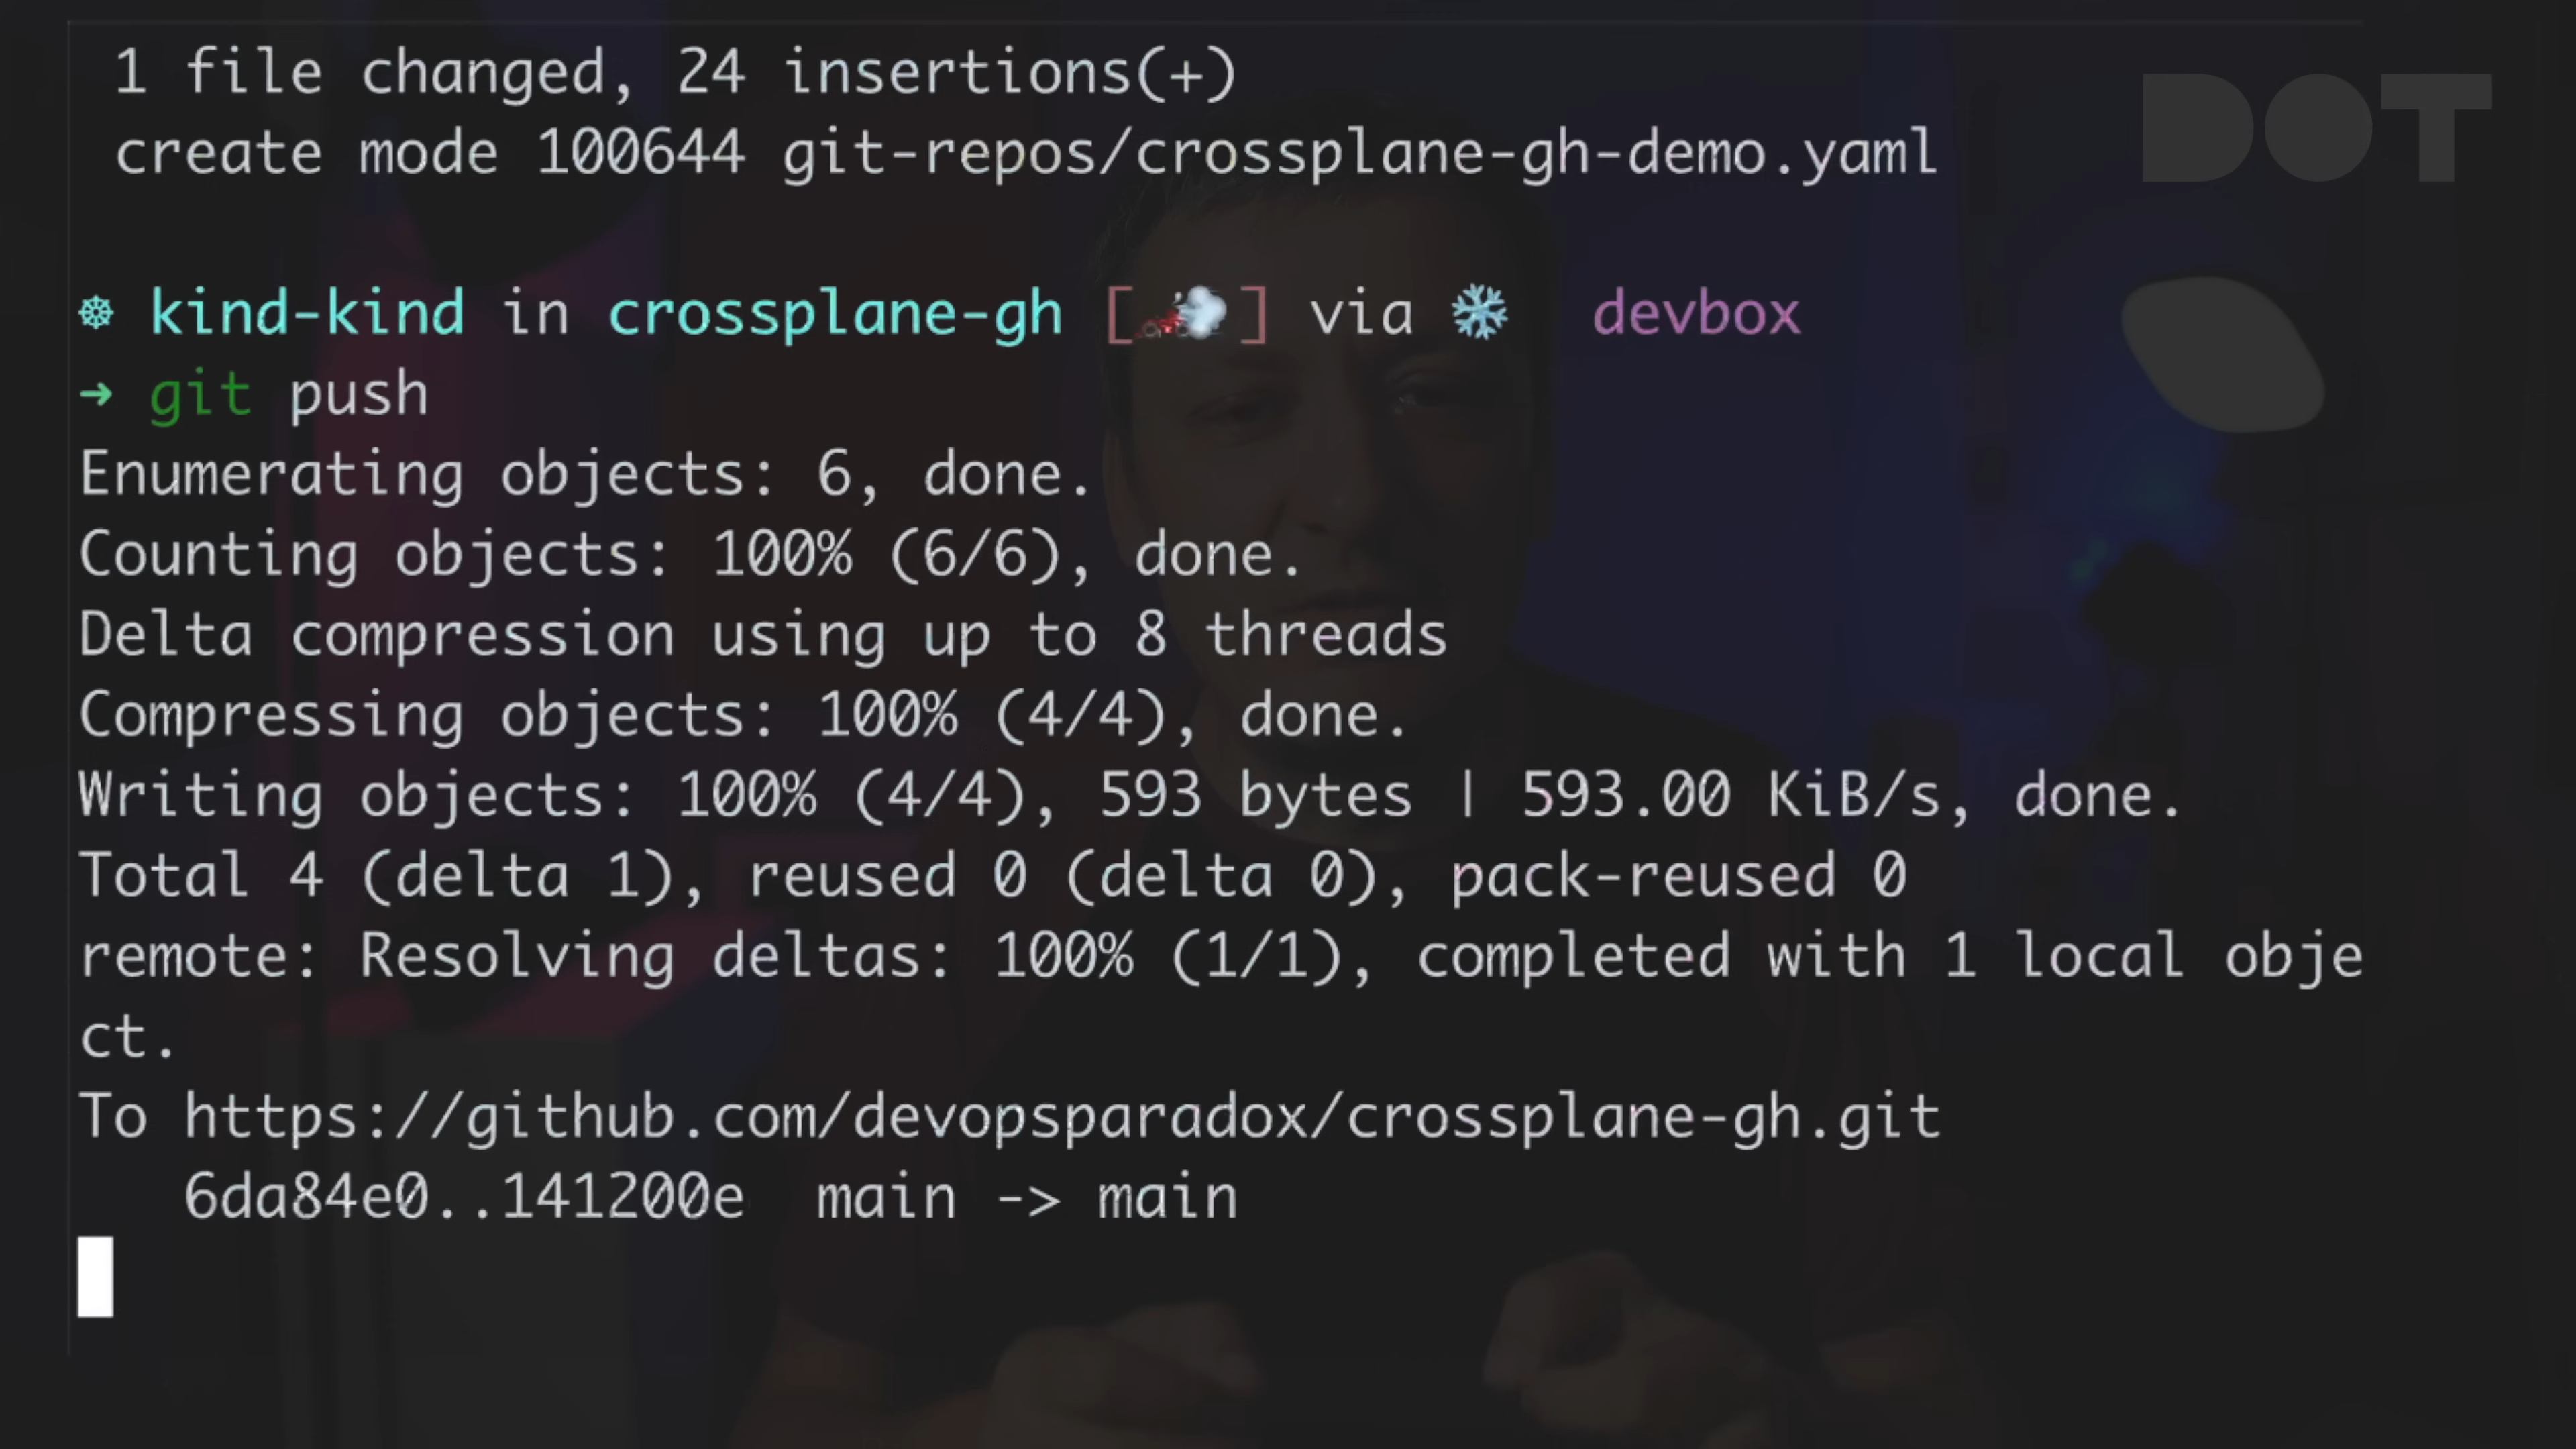 1 file changed, 24 insertions(+)
create mode 100644 git-repos/crossplane-gh-demo.yaml
DOT
☸ kind-kind in crossplane-gh [🏎💨] via ❄ devbox
→ git push
Enumerating objects: 6, done.
Counting objects: 100% (6/6), done.
Delta compression using up to 8 threads
Compressing objects: 100% (4/4), done.
Writing objects: 100% (4/4), 593 bytes | 593.00 KiB/s, done.
Total 4 (delta 1), reused 0 (delta 0), pack-reused 0
remote: Resolving deltas: 100% (1/1), completed with 1 local obje
ct.
To https://github.com/devopsparadox/crossplane-gh.git
6da84e0..141200e  main -> main